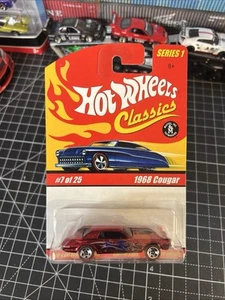 SERIES 1
Hot Wheels
Classics
#7 of 25
1968 Cougar